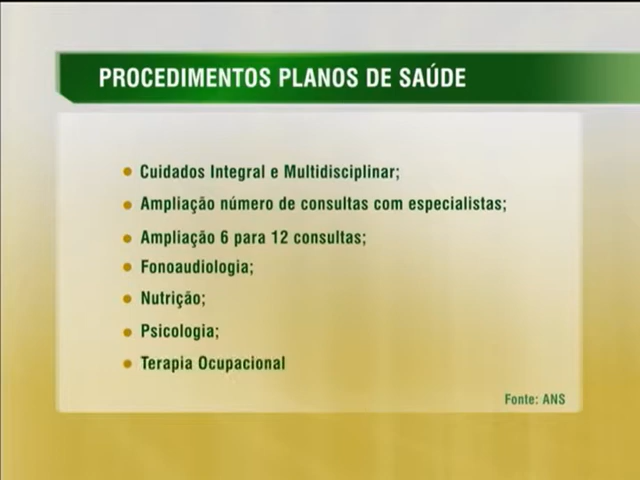 PROCEDIMENTOS PLANOS DE SAÚDE
Cuidados Integral e Multidisciplinar;
Ampliação número de consultas com especialistas;
Ampliação 6 para 12 consultas;
Fonoaudiologia;
Nutrição;
Psicologia;
Terapia Ocupacional
Fonte: ANS